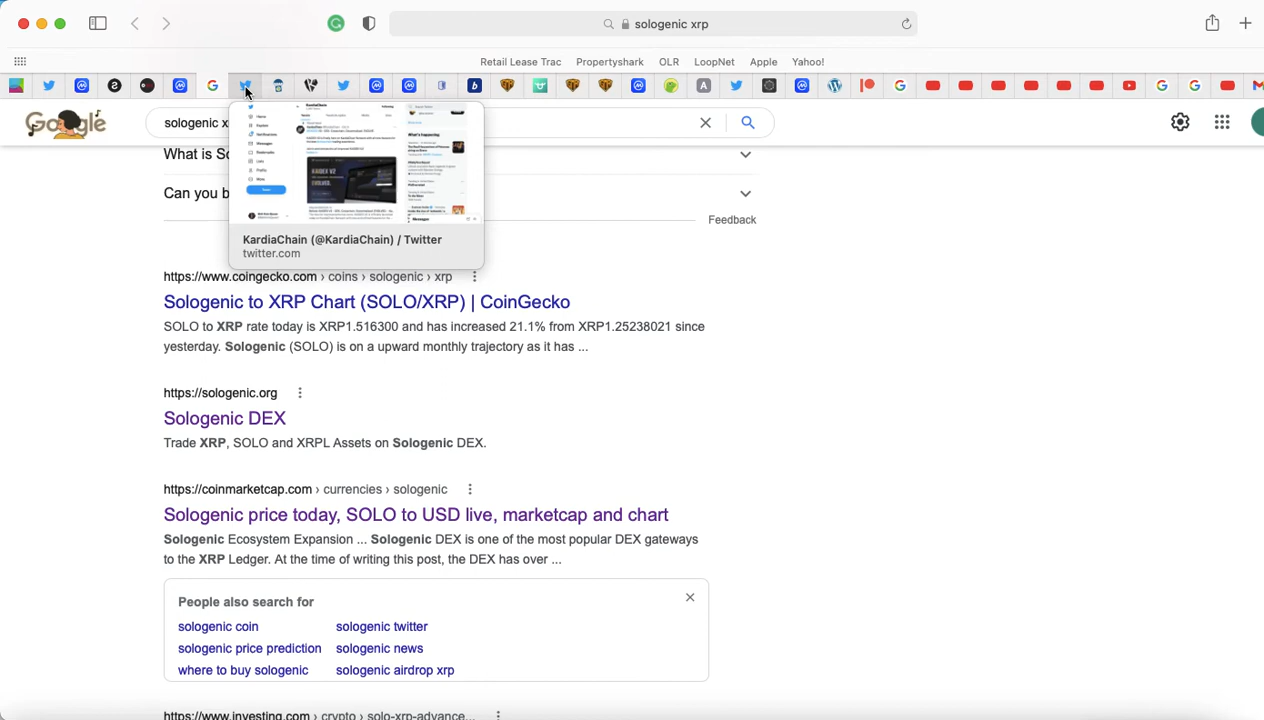 sologenic xrp
Retail Lease Trac Propertyshark OLR LoopNet Apple Yahoo!
sologenic x
What is So
Can you b
Feedback
KardiaChain (@KardiaChain) / Twitter
twitter.com
https://www.coingecko.com › coins › sologenic › xrp
Sologenic to XRP Chart (SOLO/XRP) | CoinGecko
SOLO to XRP rate today is XRP1.516300 and has increased 21.1% from XRP1.25238021 since
yesterday. Sologenic (SOLO) is on a upward monthly trajectory as it has ...
https://sologenic.org
Sologenic DEX
Trade XRP, SOLO and XRPL Assets on Sologenic DEX.
https://coinmarketcap.com › currencies › sologenic
Sologenic price today, SOLO to USD live, marketcap and chart
Sologenic Ecosystem Expansion ... Sologenic DEX is one of the most popular DEX gateways
to the XRP Ledger. At the time of writing this post, the DEX has over ...
People also search for
sologenic coin sologenic twitter
sologenic price prediction sologenic news
where to buy sologenic sologenic airdrop xrp
https://www.investing.com › crypto › solo-xrp-advance...